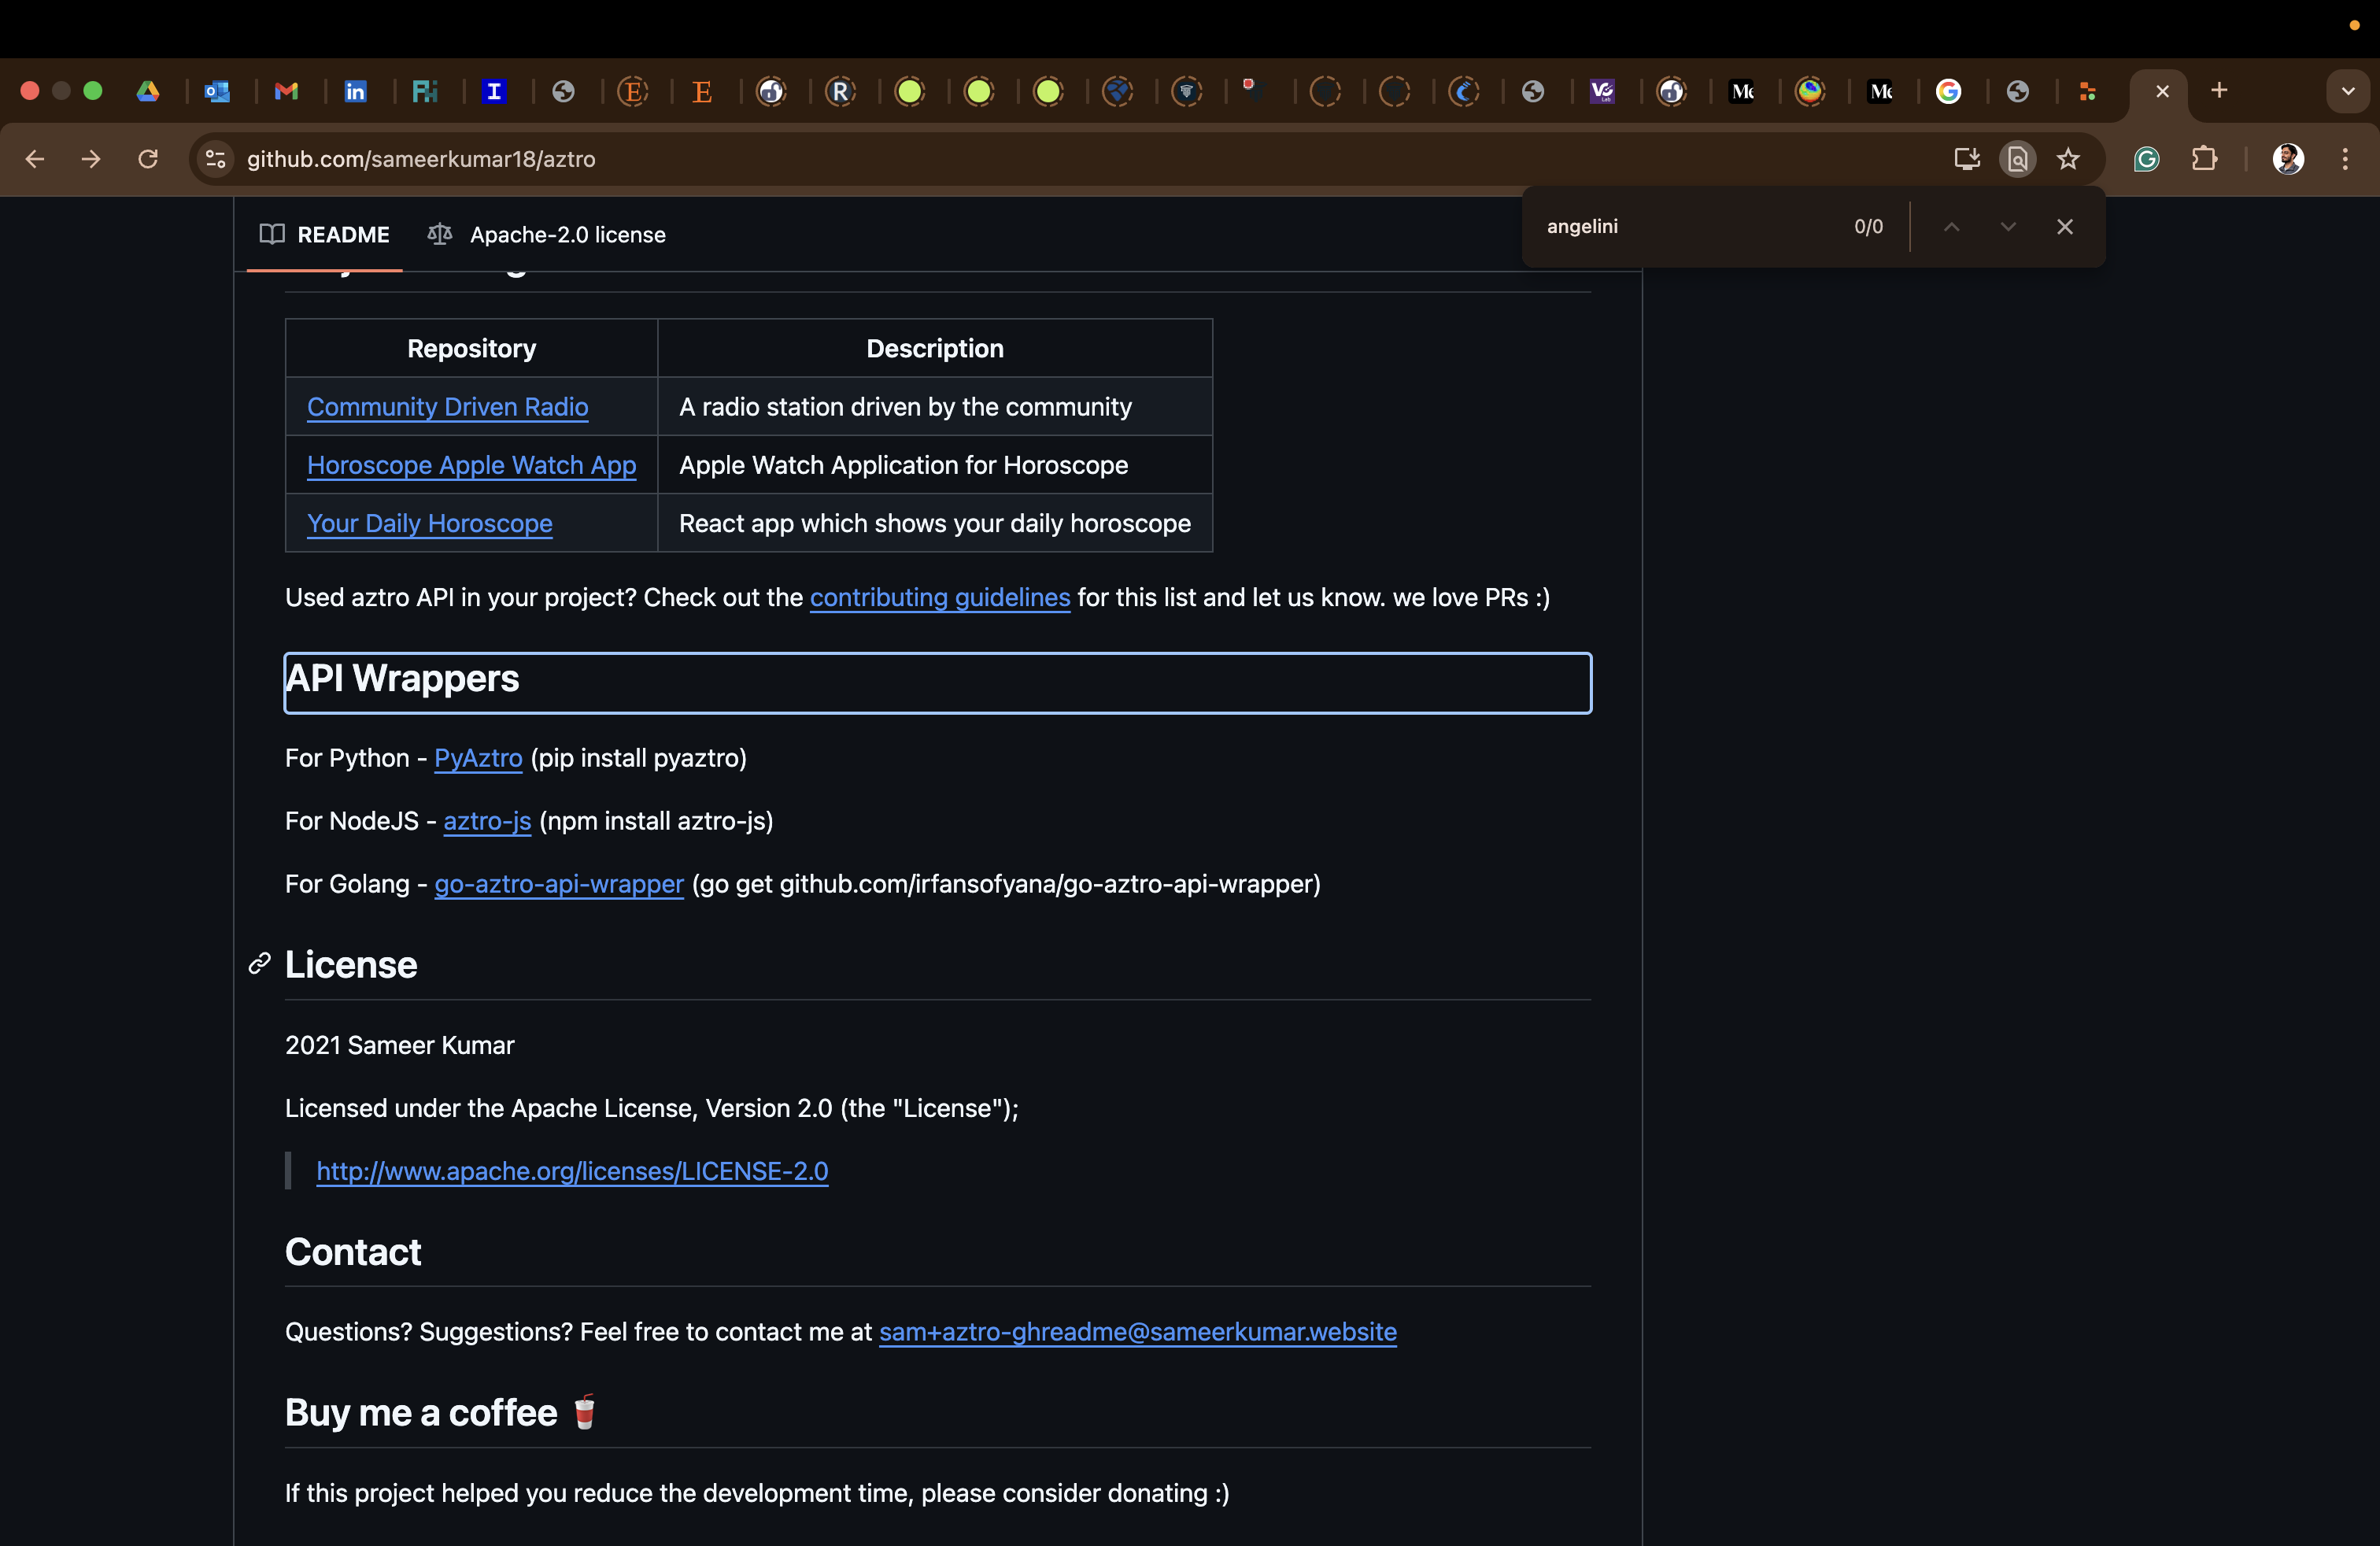 github.com/sameerkumar18/aztro
README
Apache-2.0 license
angelini
0/0
Repository Description
Community Driven Radio A radio station driven by the community
Horoscope Apple Watch App Apple Watch Application for Horoscope
Your Daily Horoscope React app which shows your daily horoscope
Used aztro API in your project? Check out the contributing guidelines for this list and let us know. we love PRs :)
API Wrappers
For Python - PyAztro (pip install pyaztro)
For NodeJS - aztro-js (npm install aztro-js)
For Golang - go-aztro-api-wrapper (go get github.com/irfansofyana/go-aztro-api-wrapper)
License
2021 Sameer Kumar
Licensed under the Apache License, Version 2.0 (the "License");
http://www.apache.org/licenses/LICENSE-2.0
Contact
Questions? Suggestions? Feel free to contact me at sam+aztro-ghreadme@sameerkumar.website
Buy me a coffee 🥤
If this project helped you reduce the development time, please consider donating :)